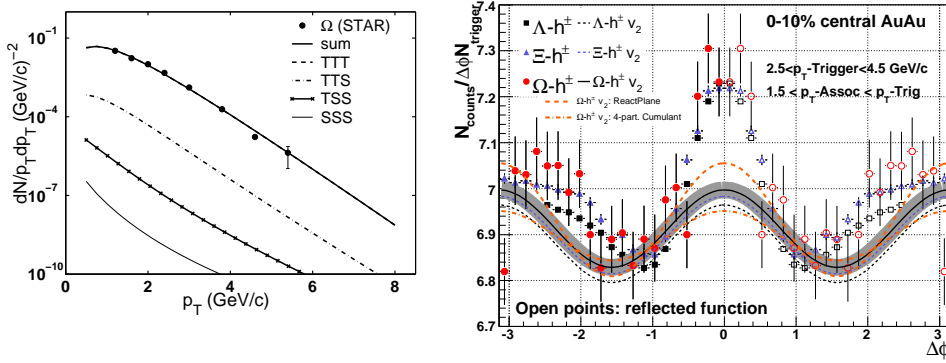 dN/p_T dp_T (GeV/c)^{-2}
10^{-1}
10^{-4}
10^{-7}
10^{-10}
Ω (STAR)
sum
TTT
TTS
TSS
SSS
0 2 4 6 8
p_T (GeV/c)
N_counts / Δϕ N_trigger
7.4
7.3
7.2
7.1
7
6.9
6.8
6.7
Λ-h^± Λ-h^± v_2
Ξ-h^± Ξ-h^± v_2
Ω-h^± Ω-h^± v_2
Ω-h^± v_2: ReactPlane
Ω-h^± v_2: 4-part. Cumulant
0-10% central AuAu
2.5<p_T-Trigger<4.5 GeV/c
1.5 < p_T-Assoc < p_T-Trig
Open points: reflected function
-3 -2 -1 0 1 2 3
Δϕ